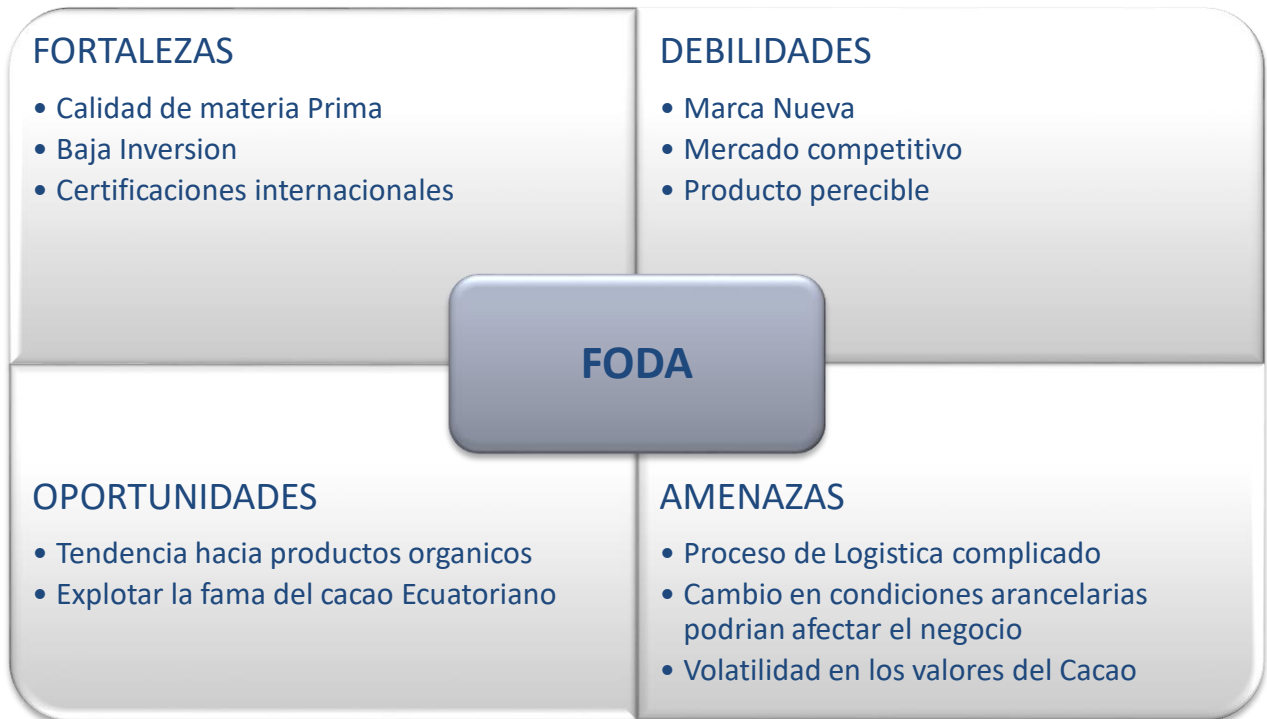 FORTALEZAS
• Calidad de materia Prima
• Baja Inversion
• Certificaciones internacionales
DEBILIDADES
• Marca Nueva
• Mercado competitivo
• Producto perecible
FODA
OPORTUNIDADES
• Tendencia hacia productos organicos
• Explotar la fama del cacao Ecuatoriano
AMENAZAS
• Proceso de Logistica complicado
• Cambio en condiciones arancelarias
podrian afectar el negocio
• Volatilidad en los valores del Cacao